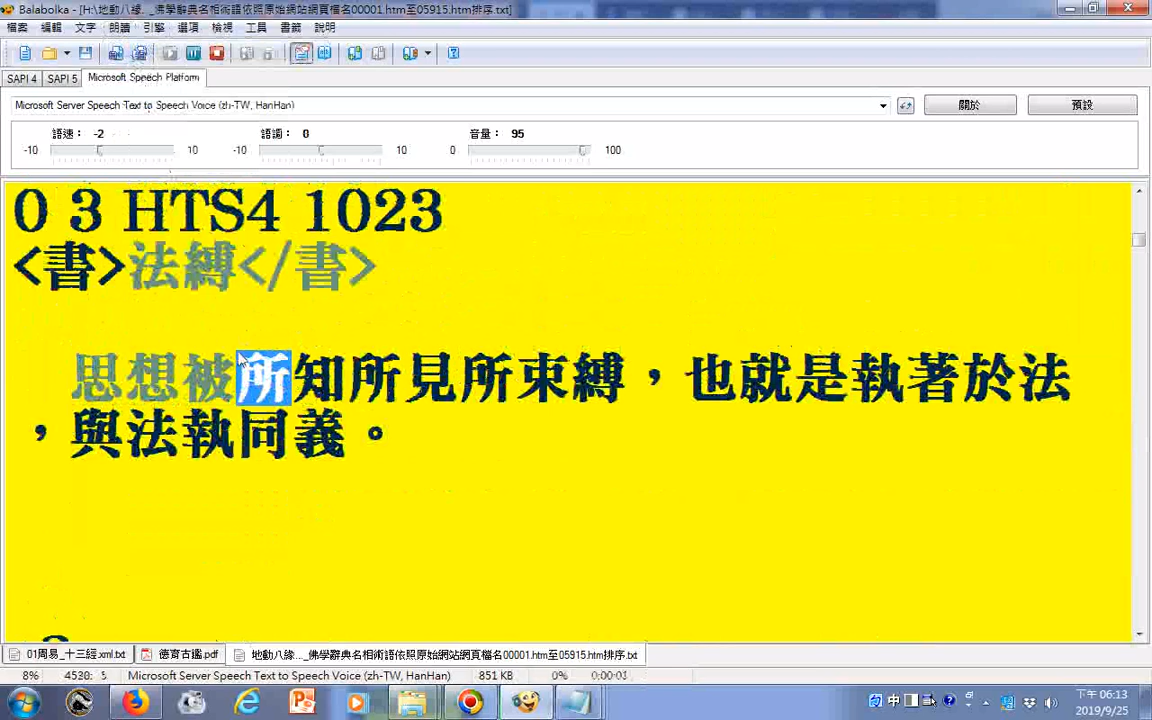 Balabolka - [H:\地動八緣..._佛學辭典名相術語依照原始網站網頁檔名00001.htm至05915.htm排序.txt]
檔案 編輯 文字 朗讀 引擎 選項 檢視 工具 書籤 說明
SAPI 4 SAPI 5 Microsoft Speech Platform
Microsoft Server Speech Text to Speech Voice (zh-TW, HanHan) 關於 預設
語速： -2 語調： 0 音量： 95
-10 10 -10 10 0 100
0 3 HTS4 1023
<書>法縛</書>
思想被所知所見所束縛，也就是執著於法
，與法執同義。
01周易_十三經.xml.txt 德育古鑑.pdf 地動八緣..._佛學辭典名相術語依照原始網站網頁檔名00001.htm至05915.htm排序.txt
8% 4528: 5 Microsoft Server Speech Text to Speech Voice (zh-TW, HanHan) 851 KB 0% 0:00:01
中 下午 06:13
2019/9/25